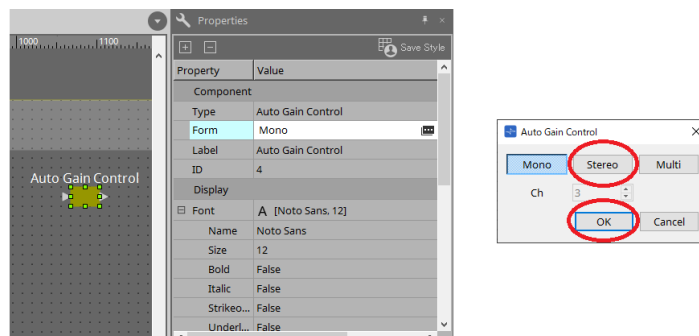 1000 1100
Auto Gain Control
Properties
Save Style
Property Value
Component
Type Auto Gain Control
Form Mono
Label Auto Gain Control
ID 4
Display
Font A [Noto Sans, 12]
Name Noto Sans
Size 12
Bold False
Italic False
Strikeo... False
Underl... False
Auto Gain Control
Mono Stereo Multi
Ch 3
OK Cancel